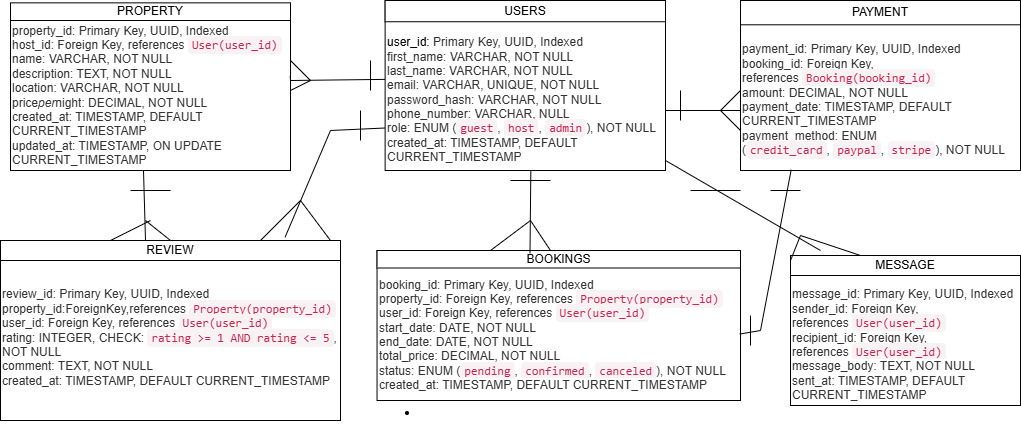 PROPERTY
property_id: Primary Key, UUID, Indexed
host_id: Foreign Key, references User(user_id)
name: VARCHAR, NOT NULL
description: TEXT, NOT NULL
location: VARCHAR, NOT NULL
pricepernight: DECIMAL, NOT NULL
created_at: TIMESTAMP, DEFAULT
CURRENT_TIMESTAMP
updated_at: TIMESTAMP, ON UPDATE
CURRENT_TIMESTAMP
USERS
user_id: Primary Key, UUID, Indexed
first_name: VARCHAR, NOT NULL
last_name: VARCHAR, NOT NULL
email: VARCHAR, UNIQUE, NOT NULL
password_hash: VARCHAR, NOT NULL
phone_number: VARCHAR, NULL
role: ENUM ( guest , host , admin ), NOT NULL
created_at: TIMESTAMP, DEFAULT
CURRENT_TIMESTAMP
PAYMENT
payment_id: Primary Key, UUID, Indexed
booking_id: Foreign Key,
references Booking(booking_id)
amount: DECIMAL, NOT NULL
payment_date: TIMESTAMP, DEFAULT
CURRENT_TIMESTAMP
payment_method: ENUM
( credit_card , paypal , stripe ), NOT NULL
REVIEW
review_id: Primary Key, UUID, Indexed
property_id:ForeignKey,references Property(property_id)
user_id: Foreign Key, references User(user_id)
rating: INTEGER, CHECK: rating >= 1 AND rating <= 5 ,
NOT NULL
comment: TEXT, NOT NULL
created_at: TIMESTAMP, DEFAULT CURRENT_TIMESTAMP
BOOKINGS
booking_id: Primary Key, UUID, Indexed
property_id: Foreign Key, references Property(property_id)
user_id: Foreign Key, references User(user_id)
start_date: DATE, NOT NULL
end_date: DATE, NOT NULL
total_price: DECIMAL, NOT NULL
status: ENUM ( pending , confirmed , canceled ), NOT NULL
created_at: TIMESTAMP, DEFAULT CURRENT_TIMESTAMP
MESSAGE
message_id: Primary Key, UUID, Indexed
sender_id: Foreign Key,
references User(user_id)
recipient_id: Foreign Key,
references User(user_id)
message_body: TEXT, NOT NULL
sent_at: TIMESTAMP, DEFAULT
CURRENT_TIMESTAMP